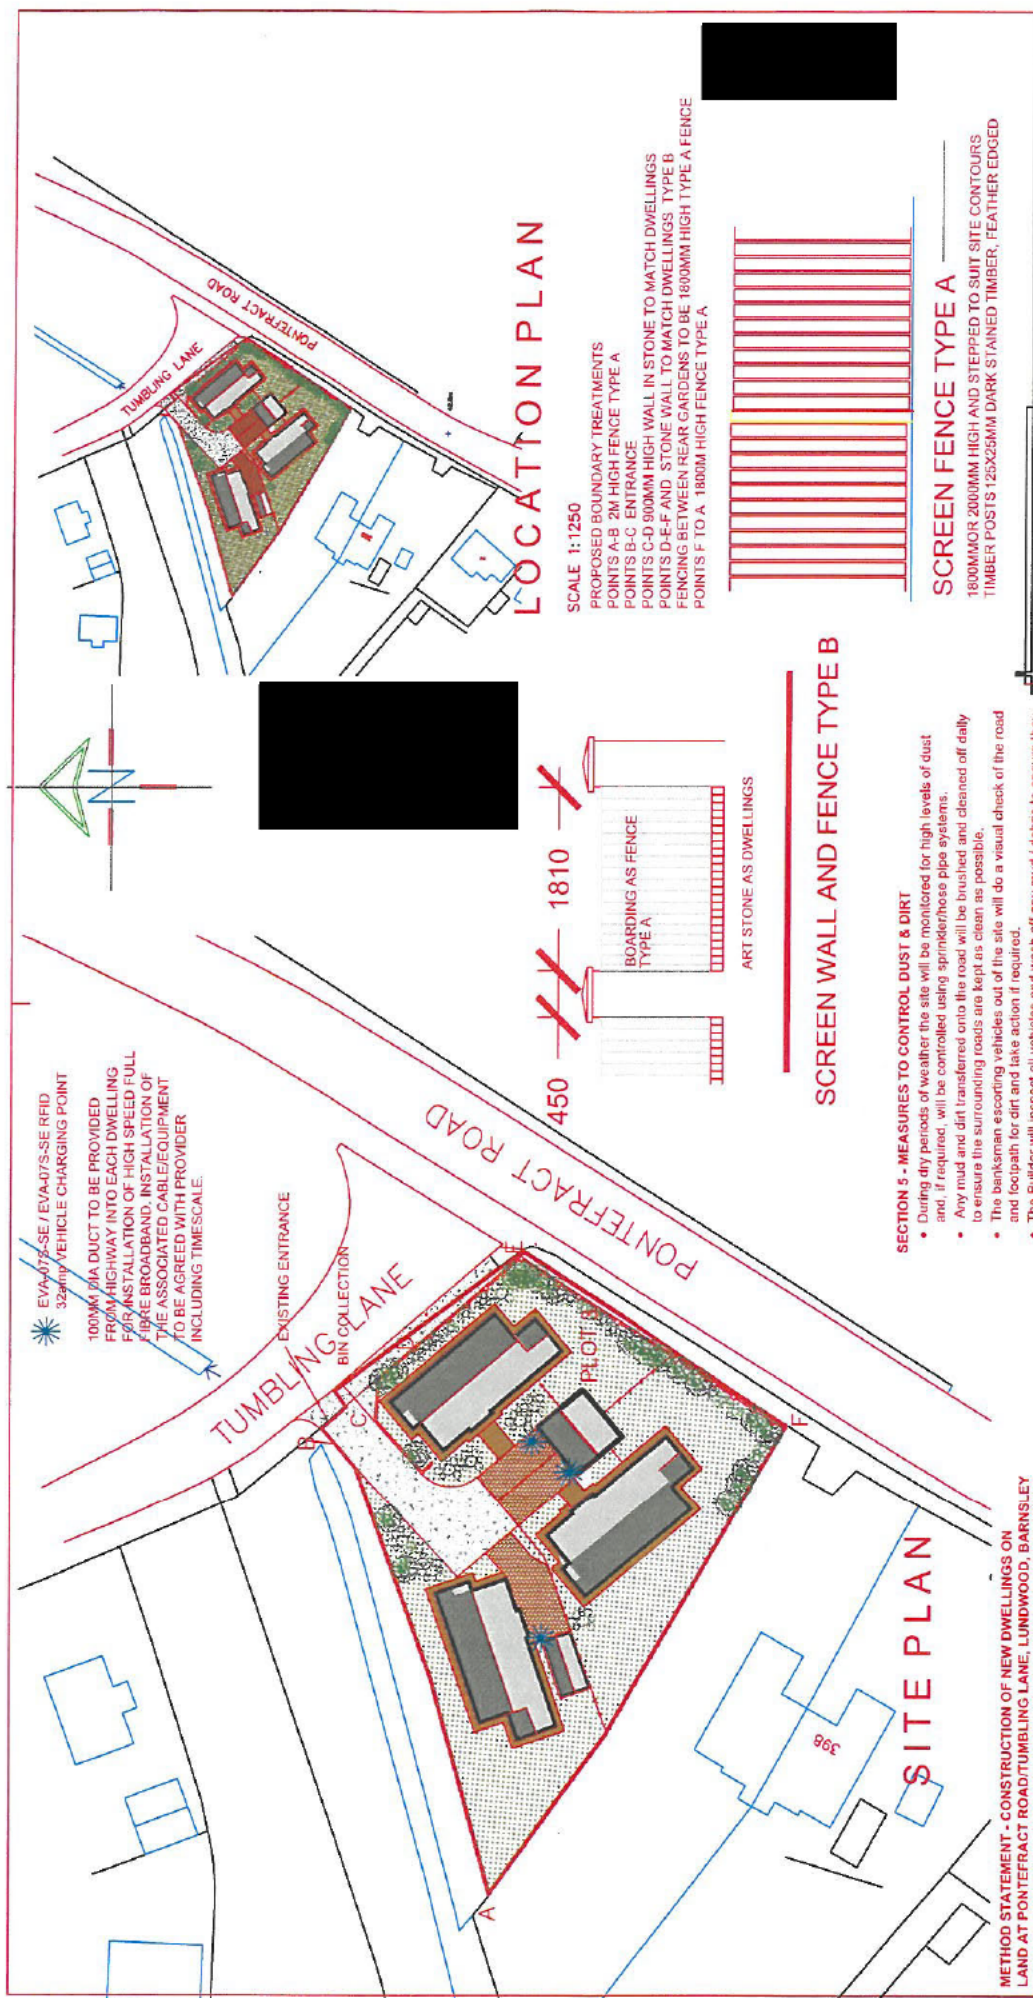 EVA-07S-SE / EVA-07S-SE RFID
32amp VEHICLE CHARGING POINT
100MM DIA DUCT TO BE PROVIDED
FROM HIGHWAY INTO EACH DWELLING
FOR INSTALLATION OF HIGH SPEED FULL
FIBRE BROADBAND. INSTALLATION OF
THE ASSOCIATED CABLE/EQUIPMENT
TO BE AGREED WITH PROVIDER
INCLUDING TIMESCALE.
EXISTING ENTRANCE
BIN COLLECTION
TUMBLING LANE
PONTEFRACT ROAD
A
B
C
E
F
PLOT
398
SITE PLAN
N
TUMBLING LANE
PONTEFRACT ROAD
LOCATION PLAN
SCALE 1:1250
PROPOSED BOUNDARY TREATMENTS
POINTS A-B 2M HIGH FENCE TYPE A
POINTS B-C ENTRANCE
POINTS C-D 900MM HIGH WALL IN STONE TO MATCH DWELLINGS
POINTS D-E-F AND STONE WALL TO MATCH DWELLINGS TYPE B
FENCING BETWEEN REAR GARDENS TO BE 1800MM HIGH TYPE A FENCE
POINTS F TO A 1800M HIGH FENCE TYPE A
450
1810
BOARDING AS FENCE
TYPE A
ART STONE AS DWELLINGS
SCREEN WALL AND FENCE TYPE B
SCREEN FENCE TYPE A
1800MMOR 2000MM HIGH AND STEPPED TO SUIT SITE CONTOURS
TIMBER POSTS 125X25MM DARK STAINED TIMBER, FEATHER EDGED
METHOD STATEMENT - CONSTRUCTION OF NEW DWELLINGS ON
LAND AT PONTEFRACT ROAD/TUMBLING LANE, LUNDWOOD, BARNSLEY
SECTION 5 - MEASURES TO CONTROL DUST & DIRT
• During dry periods of weather the site will be monitored for high levels of dust
and, if required, will be controlled using sprinkler/hose pipe systems.
• Any mud and dirt transferred onto the road will be brushed and cleaned off daily
to ensure the surrounding roads are kept as clean as possible.
• The banksman escorting vehicles out of the site will do a visual check of the road
and footpath for dirt and take action if required.
• The Builder will inspect all vehicles and wash off any mud